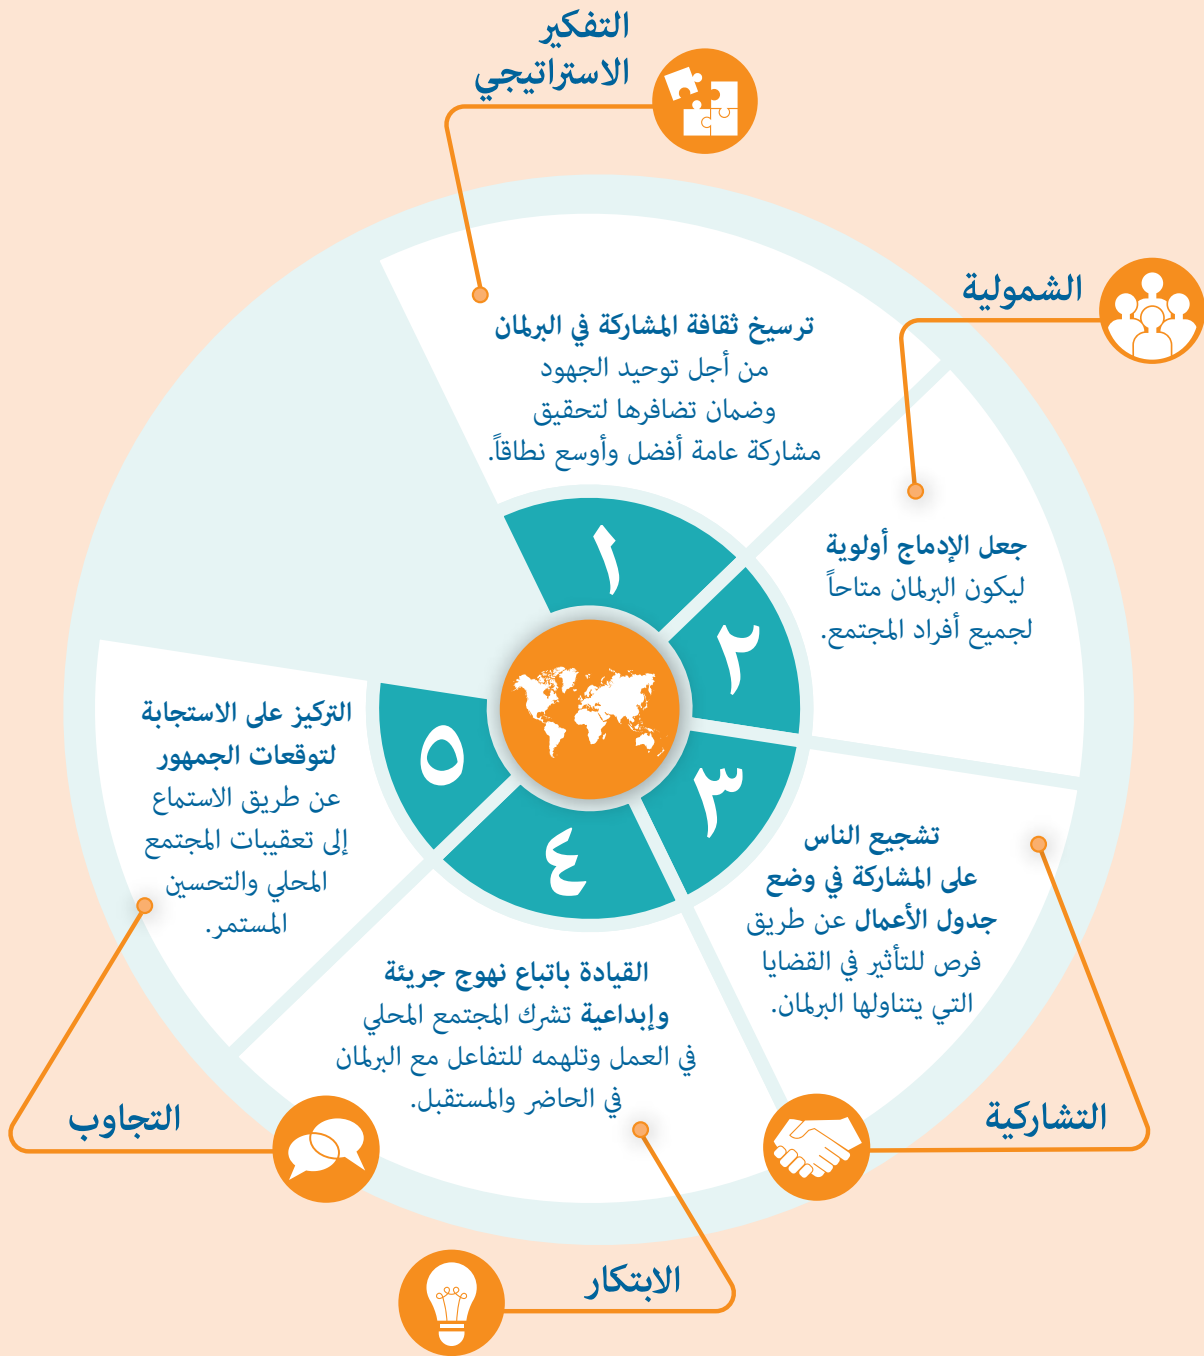 التفكير
الاستراتيجي
ترسيخ ثقافة المشاركة في البرلمان
من أجل توحيد الجهود
وضمان تضافرها لتحقيق
مشاركة عامة أفضل وأوسع نطاقاً.
١
الشمولية
جعل الإدماج أولوية
ليكون البرلمان متاحاً
لجميع أفراد المجتمع.
٢
تشجيع الناس
على المشاركة في وضع
جدول الأعمال عن طريق
فرص للتأثير في القضايا
التي يتناولها البرلمان.
٣
التشاركية
القيادة باتباع نهوج جريئة
وإبداعية تشرك المجتمع المحلي
في العمل وتلهمه للتفاعل مع البرلمان
في الحاضر والمستقبل.
٤
الابتكار
التركيز على الاستجابة
لتوقعات الجمهور
عن طريق الاستماع
إلى تعقيبات المجتمع
المحلي والتحسين
المستمر.
٥
التجاوب